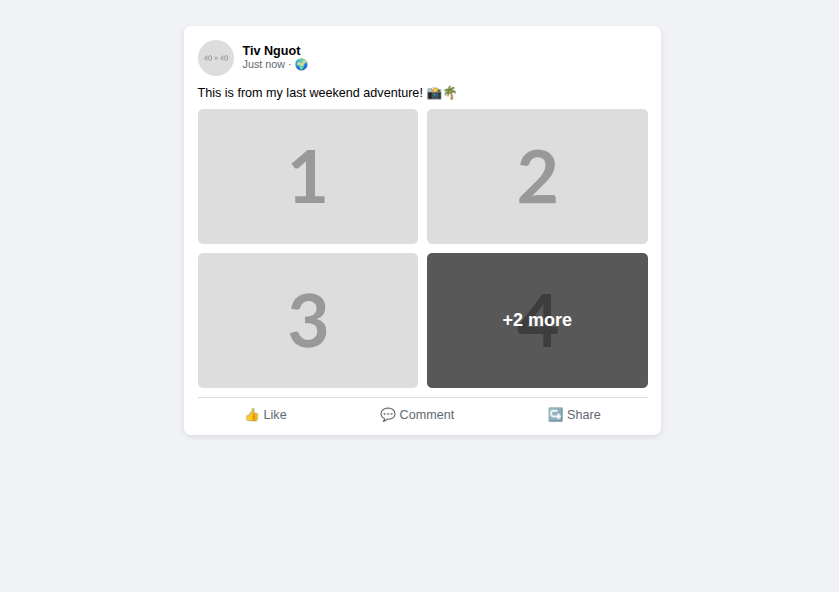 40 × 40
Tiv Nguot
Just now · 🌍
This is from my last weekend adventure! 📸🌴
1
2
3
4
+2 more
👍 Like
💬 Comment
↪️ Share